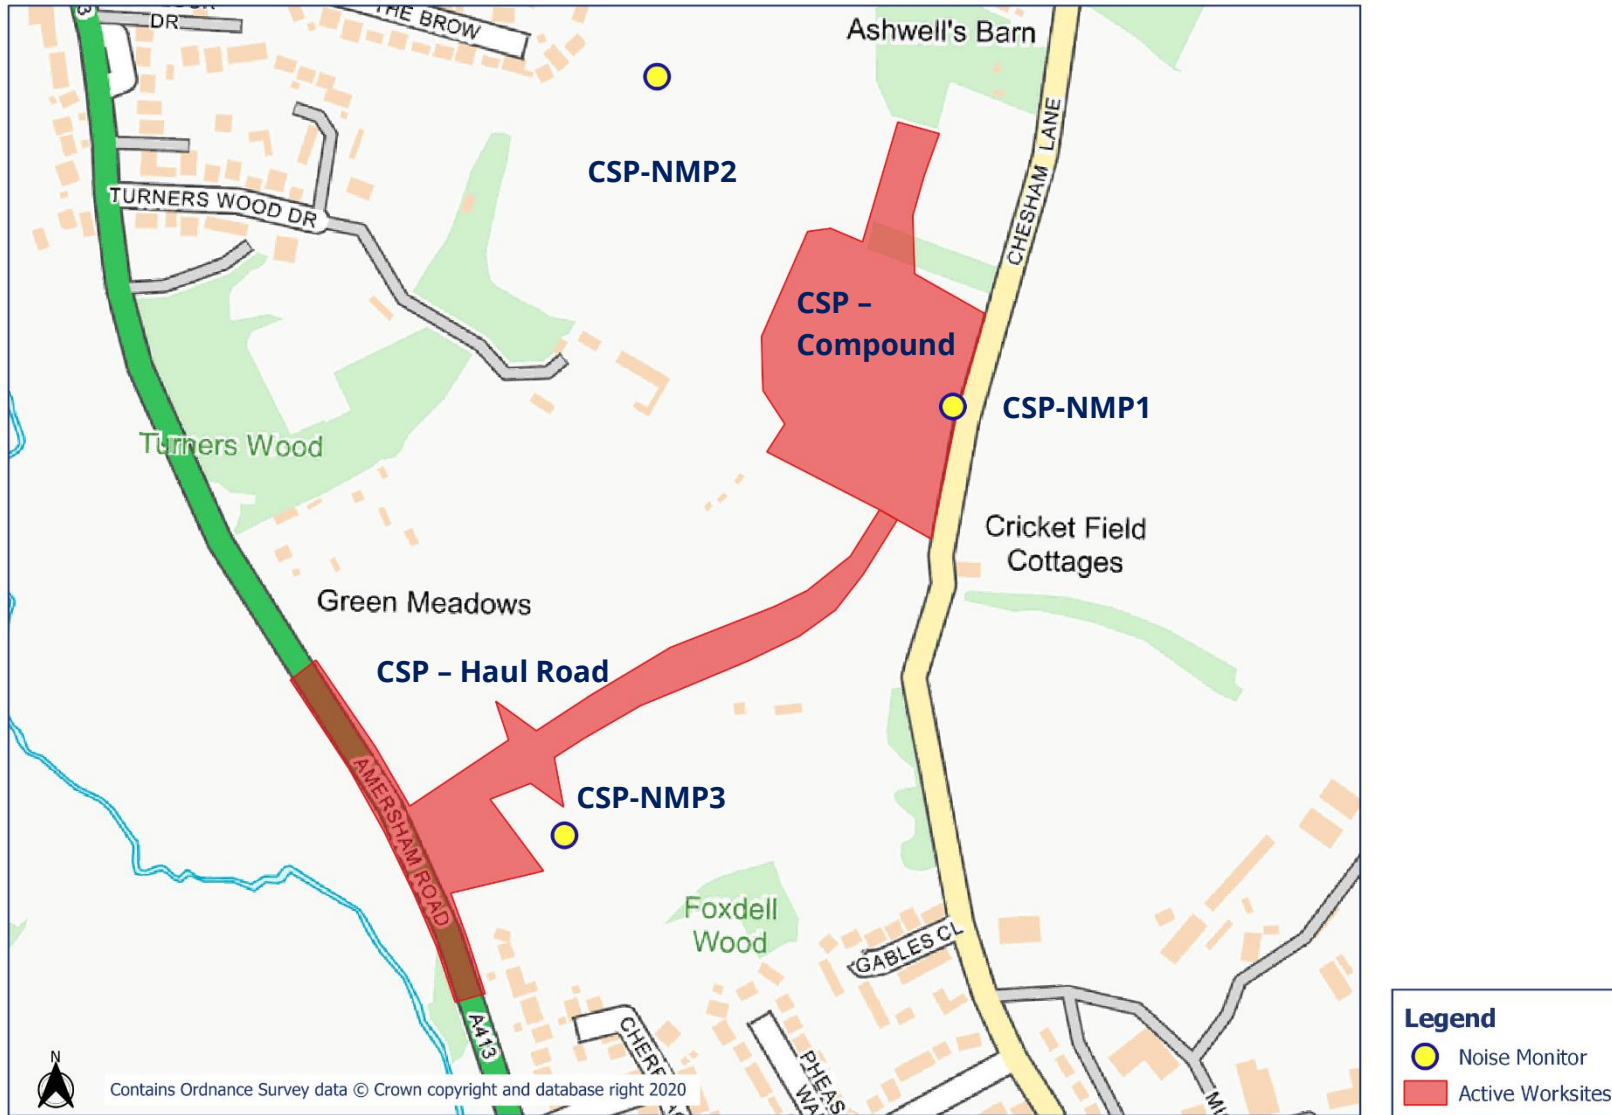 DR
THE BROW
Ashwell's Barn
CSP-NMP2
CHESHAM LANE
TURNERS WOOD DR
CSP –
Compound
CSP-NMP1
Turners Wood
Cricket Field
Cottages
Green Meadows
CSP – Haul Road
AMERSHAM ROAD
CSP-NMP3
Foxdell
Wood
GABLES CL
A413
N
Contains Ordnance Survey data © Crown copyright and database right 2020
Legend
Noise Monitor
Active Worksites